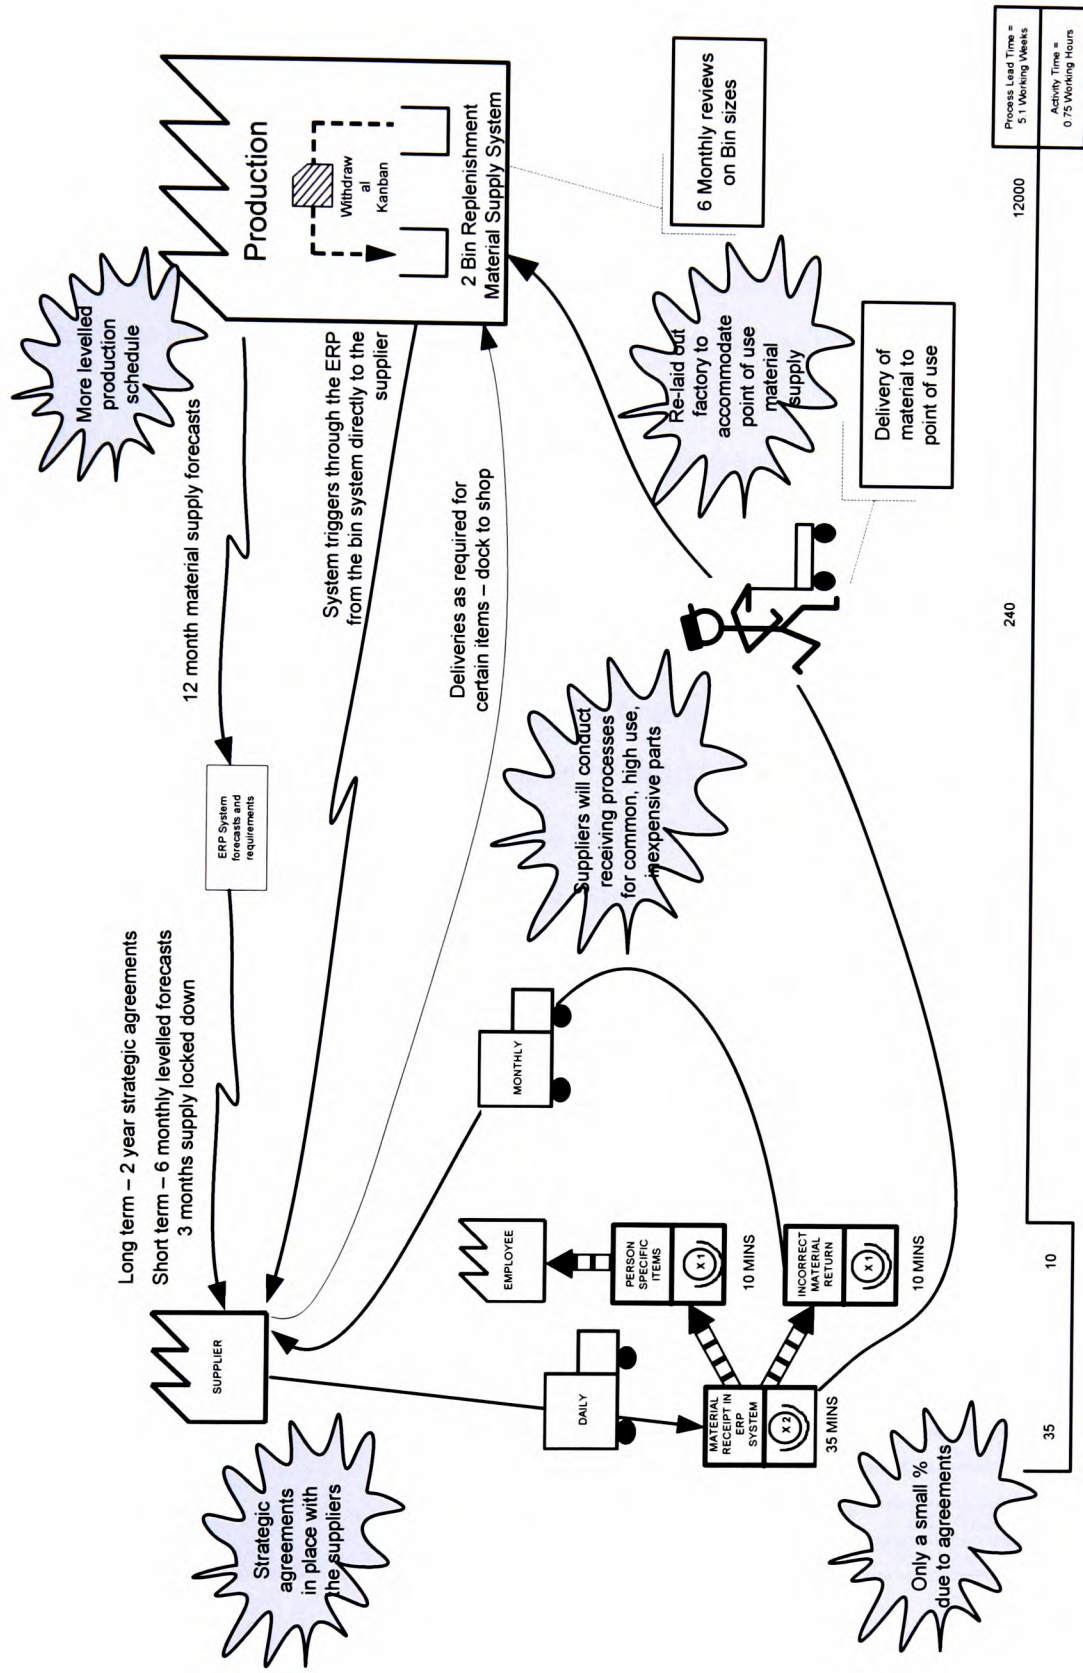 More levelled
production
schedule
Production
Withdraw
al
Kanban
2 Bin Replenishment
Material Supply System
12 month material supply forecasts
ERP System
forecasts and
requirements
Long term – 2 year strategic agreements
Short term – 6 monthly levelled forecasts
3 months supply locked down
System triggers through the ERP
from the bin system directly to the
supplier
Deliveries as required for
certain items – dock to shop
SUPPLIER
Strategic
agreements
in place with
the suppliers
MONTHLY
DAILY
EMPLOYEE
PERSON
SPECIFIC
ITEMS
X 1
10 MINS
MATERIAL
RECEIPT IN
ERP
SYSTEM
X 2
35 MINS
INCORRECT
MATERIAL
RETURN
X 1
10 MINS
Suppliers will conduct
receiving processes
for common, high use,
inexpensive parts
Re-laid out
factory to
accommodate
point of use
material
supply
6 Monthly reviews
on Bin sizes
Delivery of
material to
point of use
Only a small %
due to agreements
35
10
240
12000
Process Lead Time =
5.1 Working Weeks
Activity Time =
0.75 Working Hours